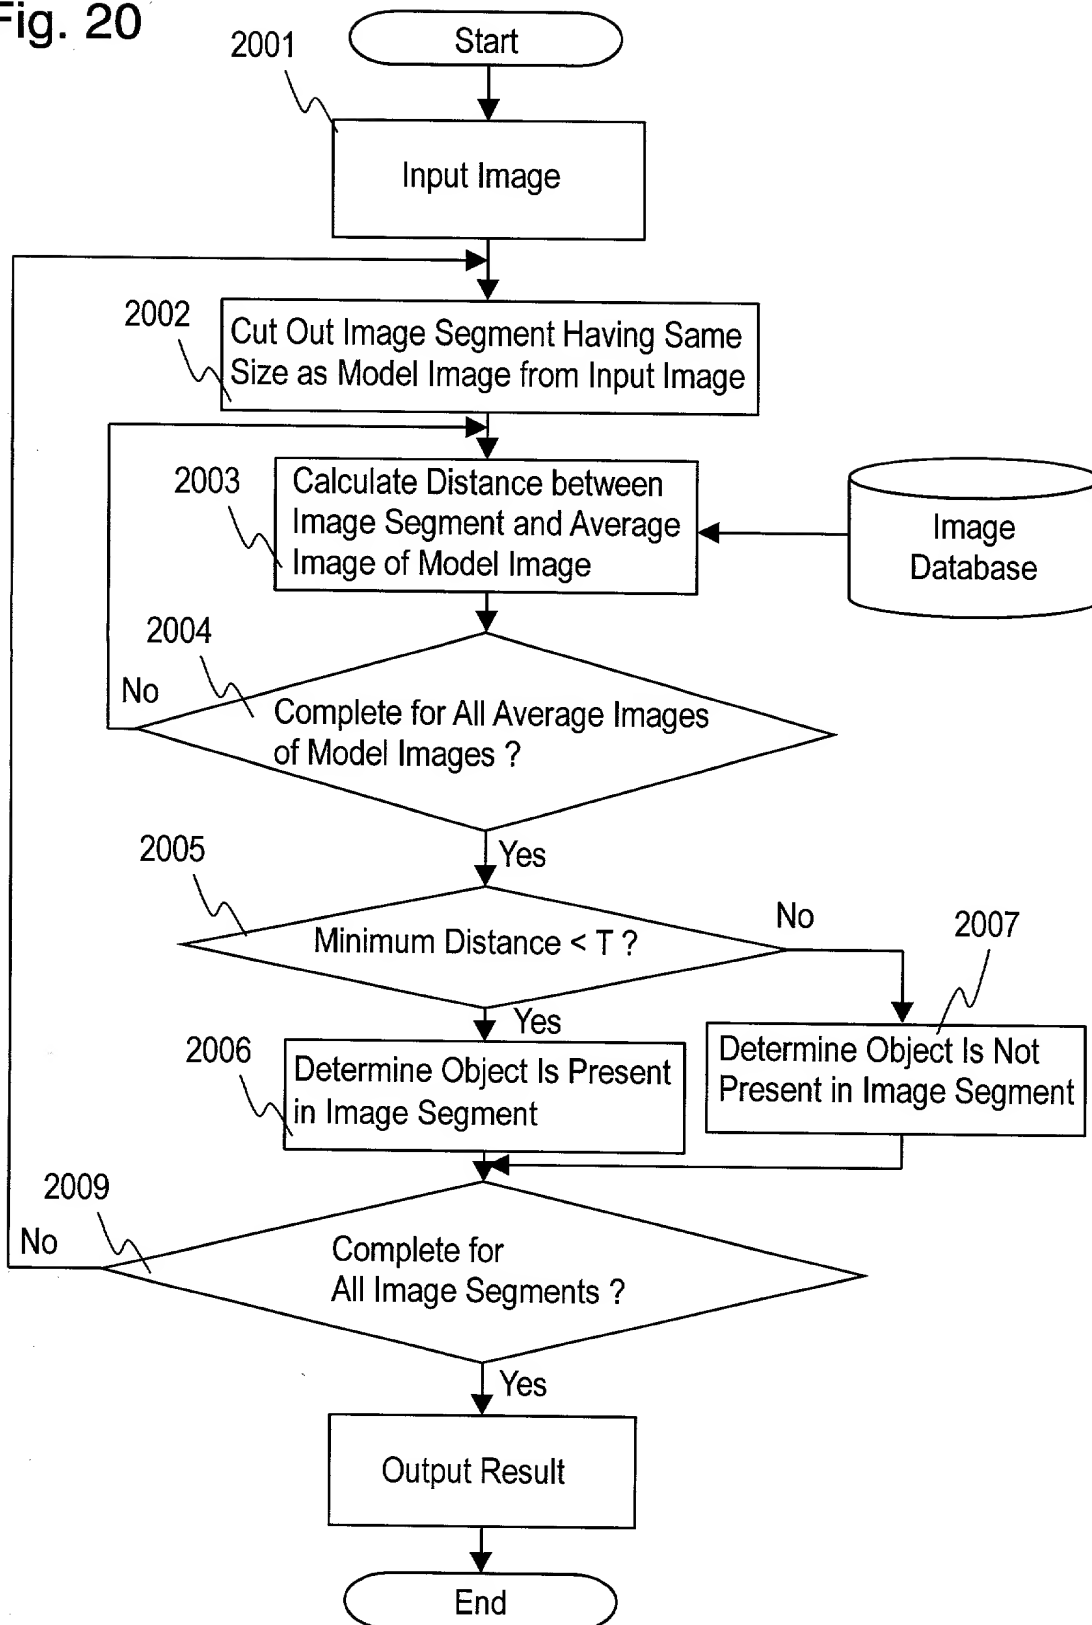 Fig. 20
2001
Start
Input Image
2002
Cut Out Image Segment Having Same
Size as Model Image from Input Image
2003
Calculate Distance between
Image Segment and Average
Image of Model Image
Image
Database
2004
No
Complete for All Average Images
of Model Images ?
Yes
2005
Minimum Distance < T ?
No
2007
Yes
2006
Determine Object Is Present
in Image Segment
Determine Object Is Not
Present in Image Segment
2009
No
Complete for
All Image Segments ?
Yes
Output Result
End